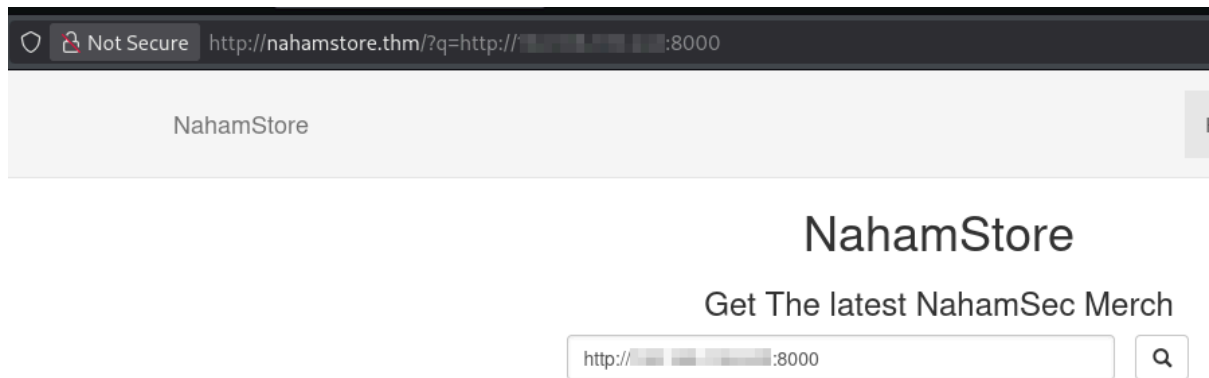 Not Secure http://nahamstore.thm/?q=http:// :8000
NahamStore
NahamStore
Get The latest NahamSec Merch
http:// :8000